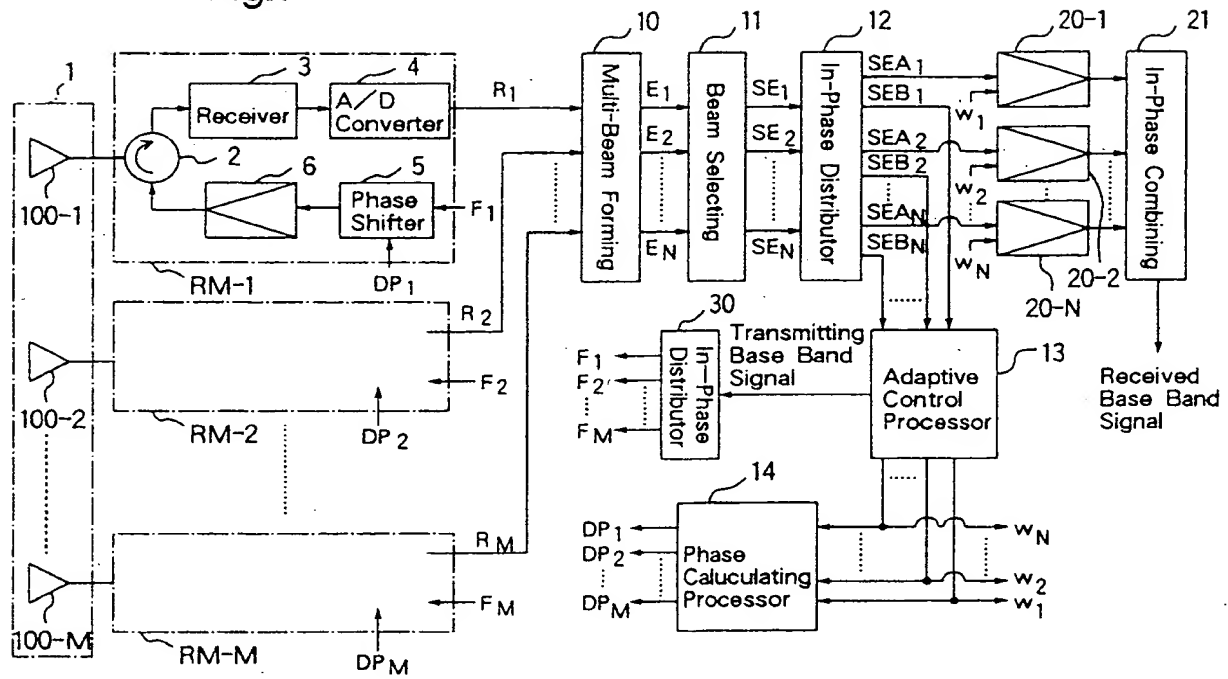 10
11
12
20-1
21
1
3
4
Receiver
A/D
Converter
R1
2
6
5
Phase
Shifter
F1
DP1
100-1
RM-1
Multi-Beam Forming
E1
E2
EN
Beam Selecting
SE1
SE2
SEN
In-Phase Distributor
SEA1
SEB1
SEA2
SEB2
SEAN
SEBN
w1
w2
wN
20-2
20-N
In-Phase Combining
R2
F2
DP2
100-2
RM-2
30
In-Phase
Distributor
F1
F2
FM
Transmitting
Base Band
Signal
13
Adaptive
Control
Processor
Received
Base Band
Signal
14
DP1
DP2
DPM
Phase
Caluculating
Processor
wN
w2
w1
RM
FM
DPM
100-M
RM-M